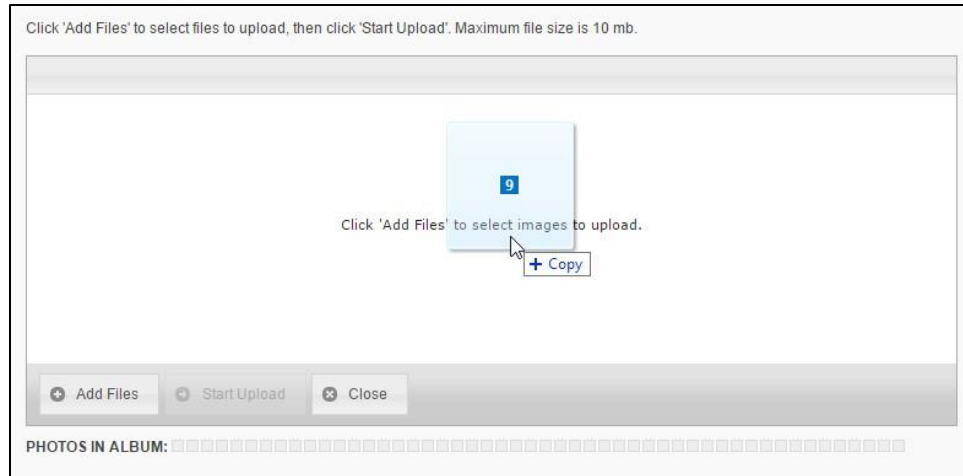 Click 'Add Files' to select files to upload, then click 'Start Upload'. Maximum file size is 10 mb.
9
Click 'Add Files' to select images to upload.
+ Copy
Add Files Start Upload Close
PHOTOS IN ALBUM: